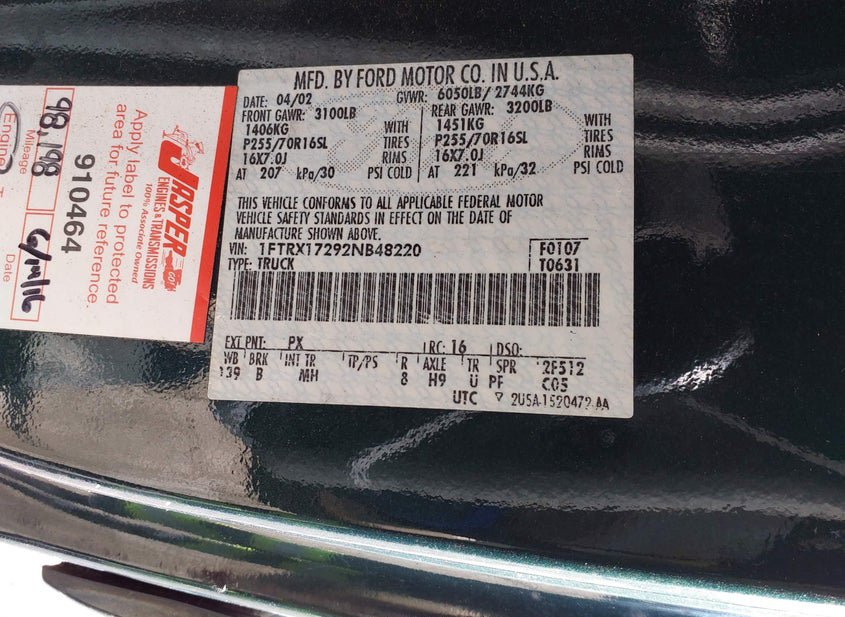 MFD. BY FORD MOTOR CO. IN U.S.A.
DATE: 04/02 GVWR: 6050LB/ 2744KG
FRONT GAWR: 3100LB REAR GAWR: 3200LB
1406KG WITH 1451KG WITH
P255/70R16SL TIRES P255/70R16SL TIRES
16X7.0J RIMS 16X7.0J RIMS
AT 207 kPa/30 PSI COLD AT 221 kPa/32 PSI COLD
THIS VEHICLE CONFORMS TO ALL APPLICABLE FEDERAL MOTOR
VEHICLE SAFETY STANDARDS IN EFFECT ON THE DATE OF
MANUFACTURE SHOWN ABOVE.
VIN: 1FTRX17292NB48220 F0107
TYPE: TRUCK T0631
EXT PNT: PX RC: 16 DSO:
WB BRK INT TR TP/PS R AXLE TR SPR 2F512
139 B MH 8 H9 U PF C05
UTC 2U5A-1520472-AA
JASPER
.COM
ENGINES & TRANSMISSIONS
100% Associate Owned
Apply label to protected
area for future reference.
910464
98,198
Mileage
Date
Engine